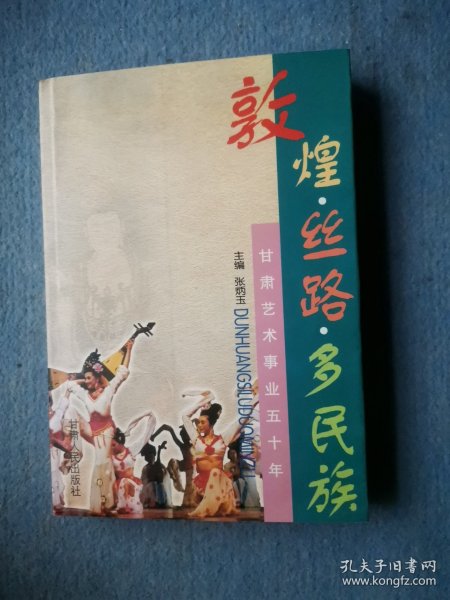 敦煌·丝路·多民族
甘肃艺术事业五十年
主编 张炳玉
DUNHUANGSILUDUOMINZU
甘肃人民出版社
孔夫子旧书网
www.kongfz.com